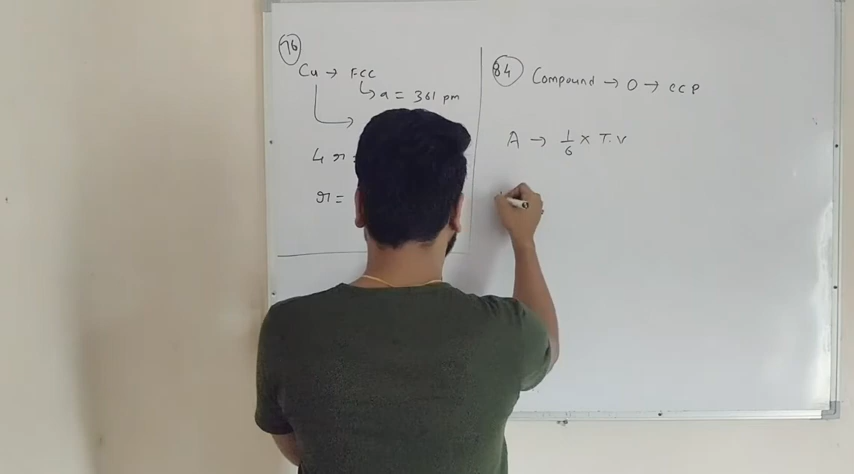 76
Cu → FCC
↳ a = 361 pm
4 r =
r =
84 Compound → O → CCP
A → 1/6 × T.V